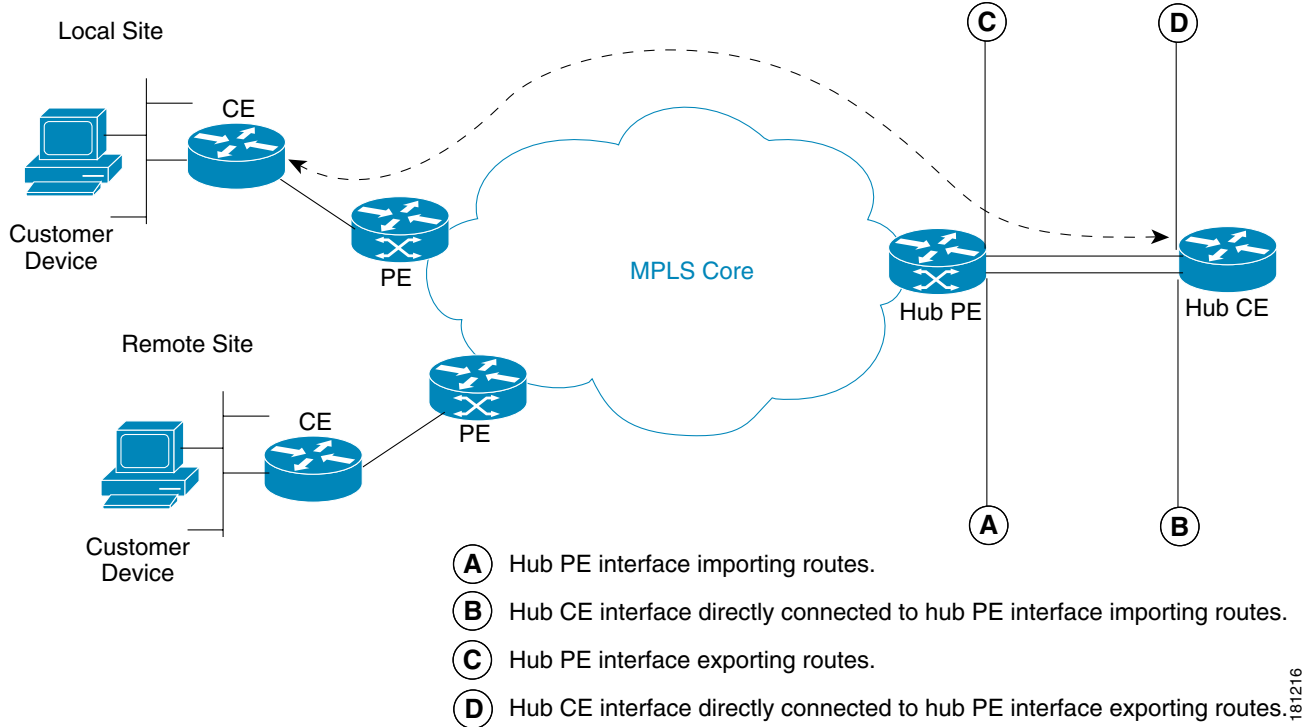 C
D
Local Site
CE
Customer
Device
PE
MPLS Core
Hub PE
Hub CE
Remote Site
CE
PE
Customer
Device
A
B
A Hub PE interface importing routes.
B Hub CE interface directly connected to hub PE interface importing routes.
C Hub PE interface exporting routes.
D Hub CE interface directly connected to hub PE interface exporting routes.
181216